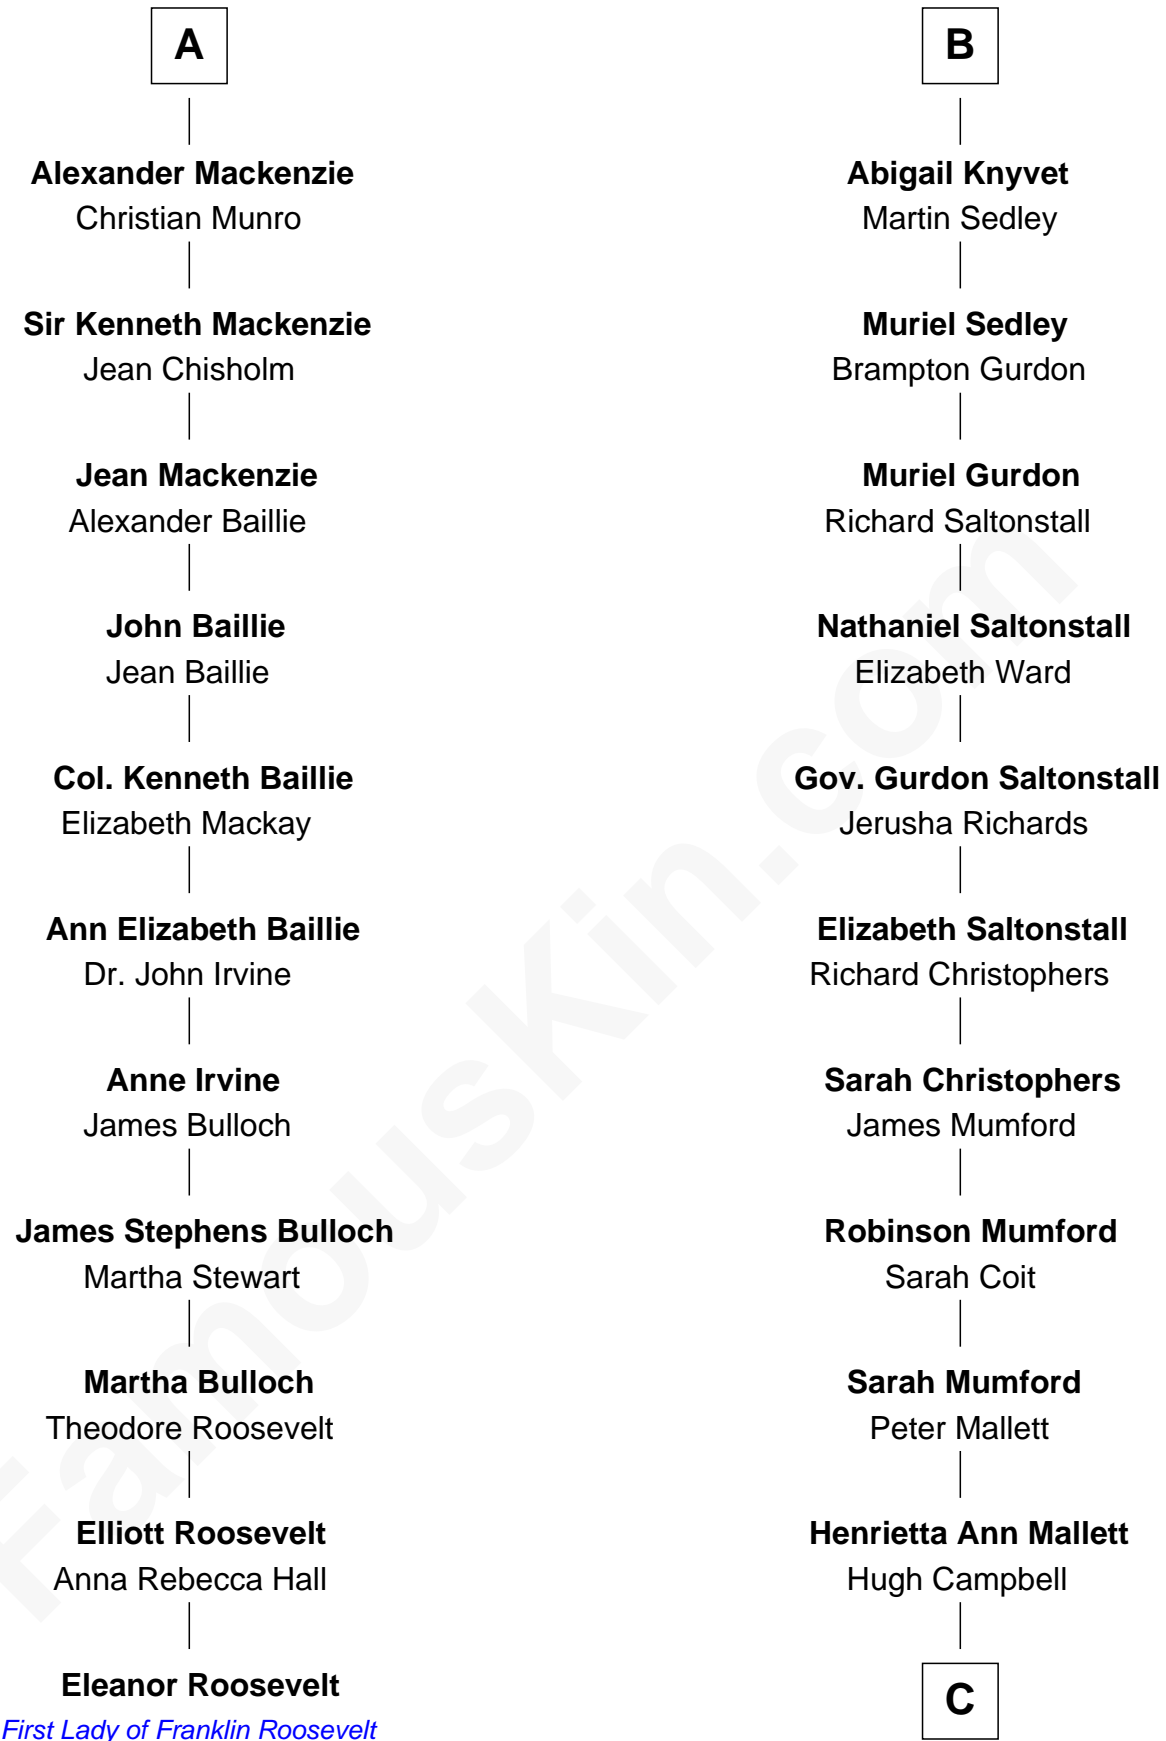 A
Alexander Mackenzie
Christian Munro
Sir Kenneth Mackenzie
Jean Chisholm
Jean Mackenzie
Alexander Baillie
John Baillie
Jean Baillie
Col. Kenneth Baillie
Elizabeth Mackay
Ann Elizabeth Baillie
Dr. John Irvine
Anne Irvine
James Bulloch
James Stephens Bulloch
Martha Stewart
Martha Bulloch
Theodore Roosevelt
Elliott Roosevelt
Anna Rebecca Hall
Eleanor Roosevelt
First Lady of Franklin Roosevelt
B
Abigail Knyvet
Martin Sedley
Muriel Sedley
Brampton Gurdon
Muriel Gurdon
Richard Saltonstall
Nathaniel Saltonstall
Elizabeth Ward
Gov. Gurdon Saltonstall
Jerusha Richards
Elizabeth Saltonstall
Richard Christophers
Sarah Christophers
James Mumford
Robinson Mumford
Sarah Coit
Sarah Mumford
Peter Mallett
Henrietta Ann Mallett
Hugh Campbell
C
FamousKin.com